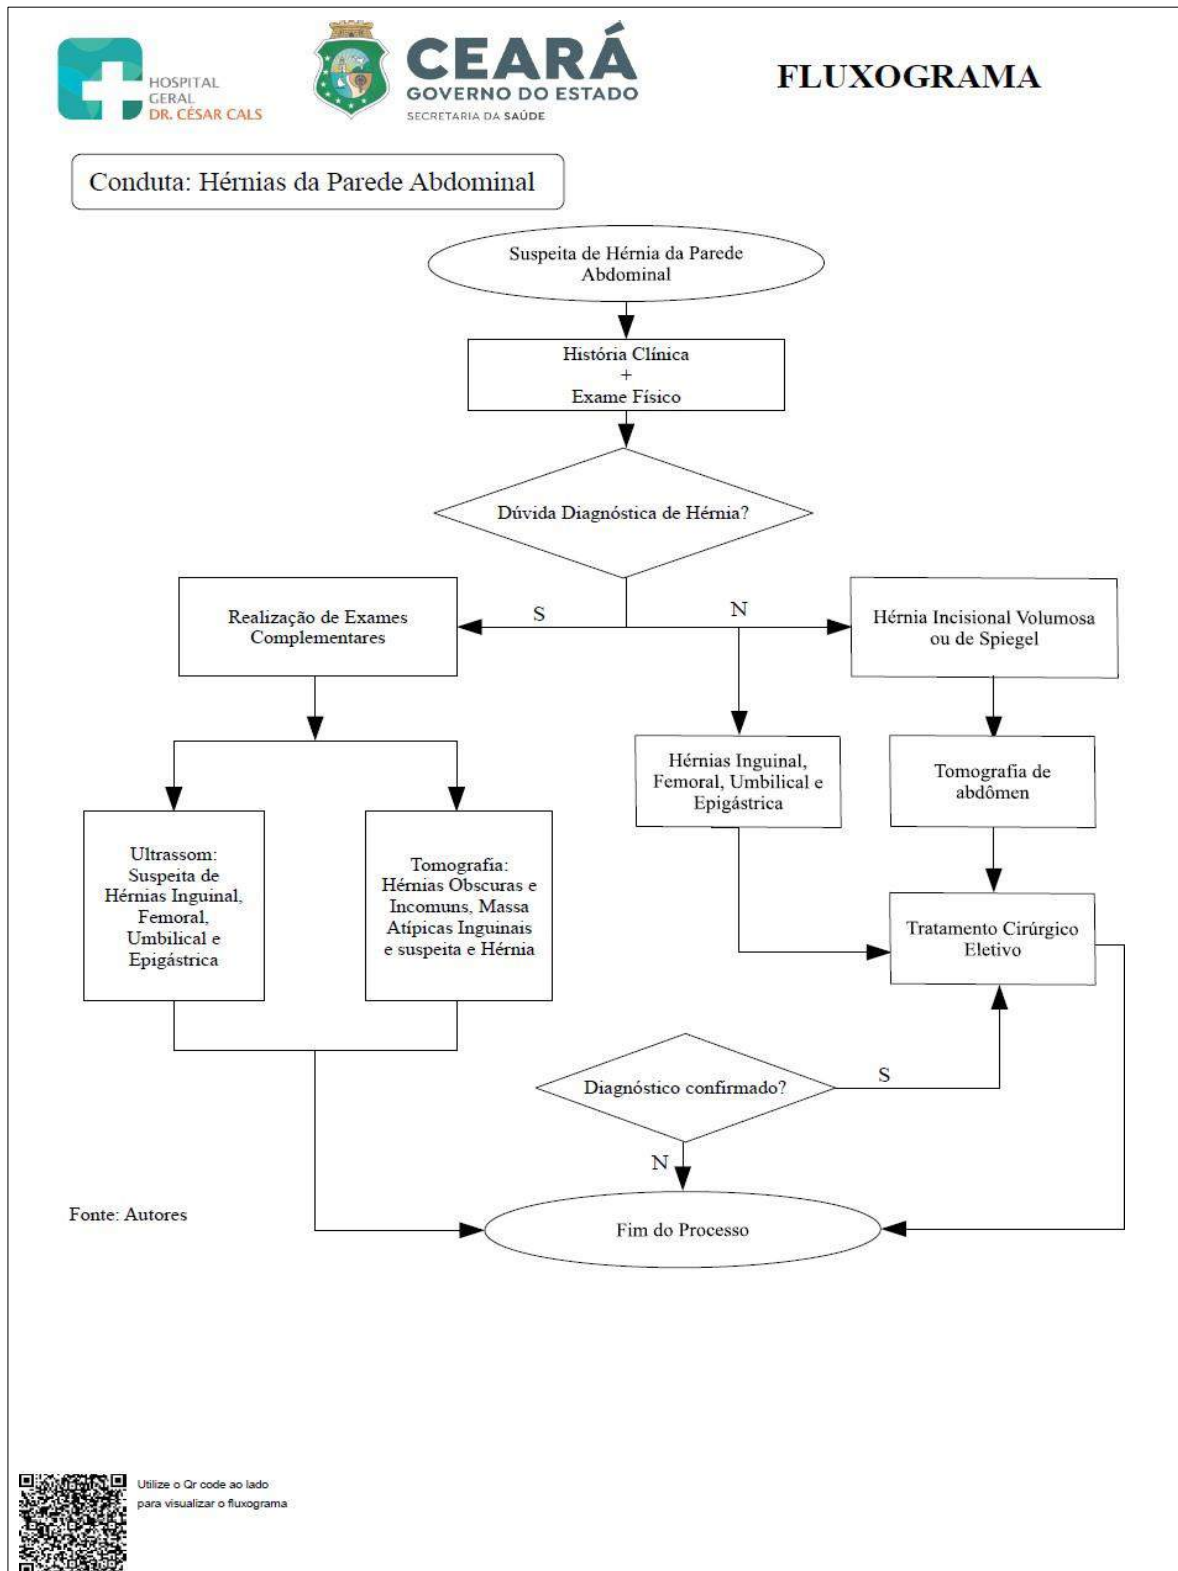 HOSPITAL
GERAL
DR. CÉSAR CALS
CEARÁ
GOVERNO DO ESTADO
SECRETARIA DA SAÚDE
FLUXOGRAMA
Conduta: Hérnias da Parede Abdominal
Suspeita de Hérnia da Parede
Abdominal
História Clínica
+
Exame Físico
Dúvida Diagnóstica de Hérnia?
S
N
Realização de Exames
Complementares
Hérnia Incisional Volumosa
ou de Spiegel
Hérnias Inguinal,
Femoral, Umbilical e
Epigástrica
Tomografia de
abdômen
Ultrassom:
Suspeita de
Hérnias Inguinal,
Femoral,
Umbilical e
Epigástrica
Tomografia:
Hérnias Obscuras e
Incomuns, Massa
Atípicas Inguinais
e suspeita e Hérnia
Tratamento Cirúrgico
Eletivo
Diagnóstico confirmado?
S
N
Fim do Processo
Fonte: Autores
Utilize o Qr code ao lado
para visualizar o fluxograma